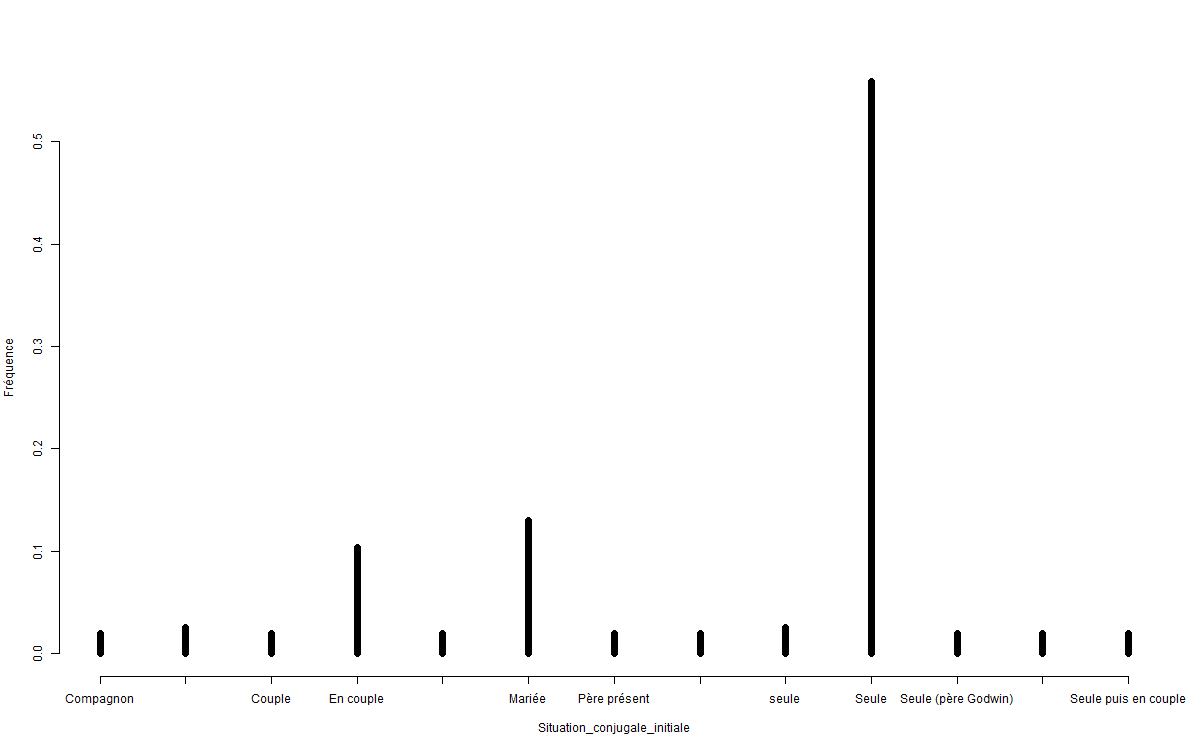 0.5
0.4
0.3
0.2
0.1
0.0
Fréquence
Compagnon Couple En couple Mariée Père présent seule Seule Seule (père Godwin) Seule puis en couple
Situation_conjugale_initiale